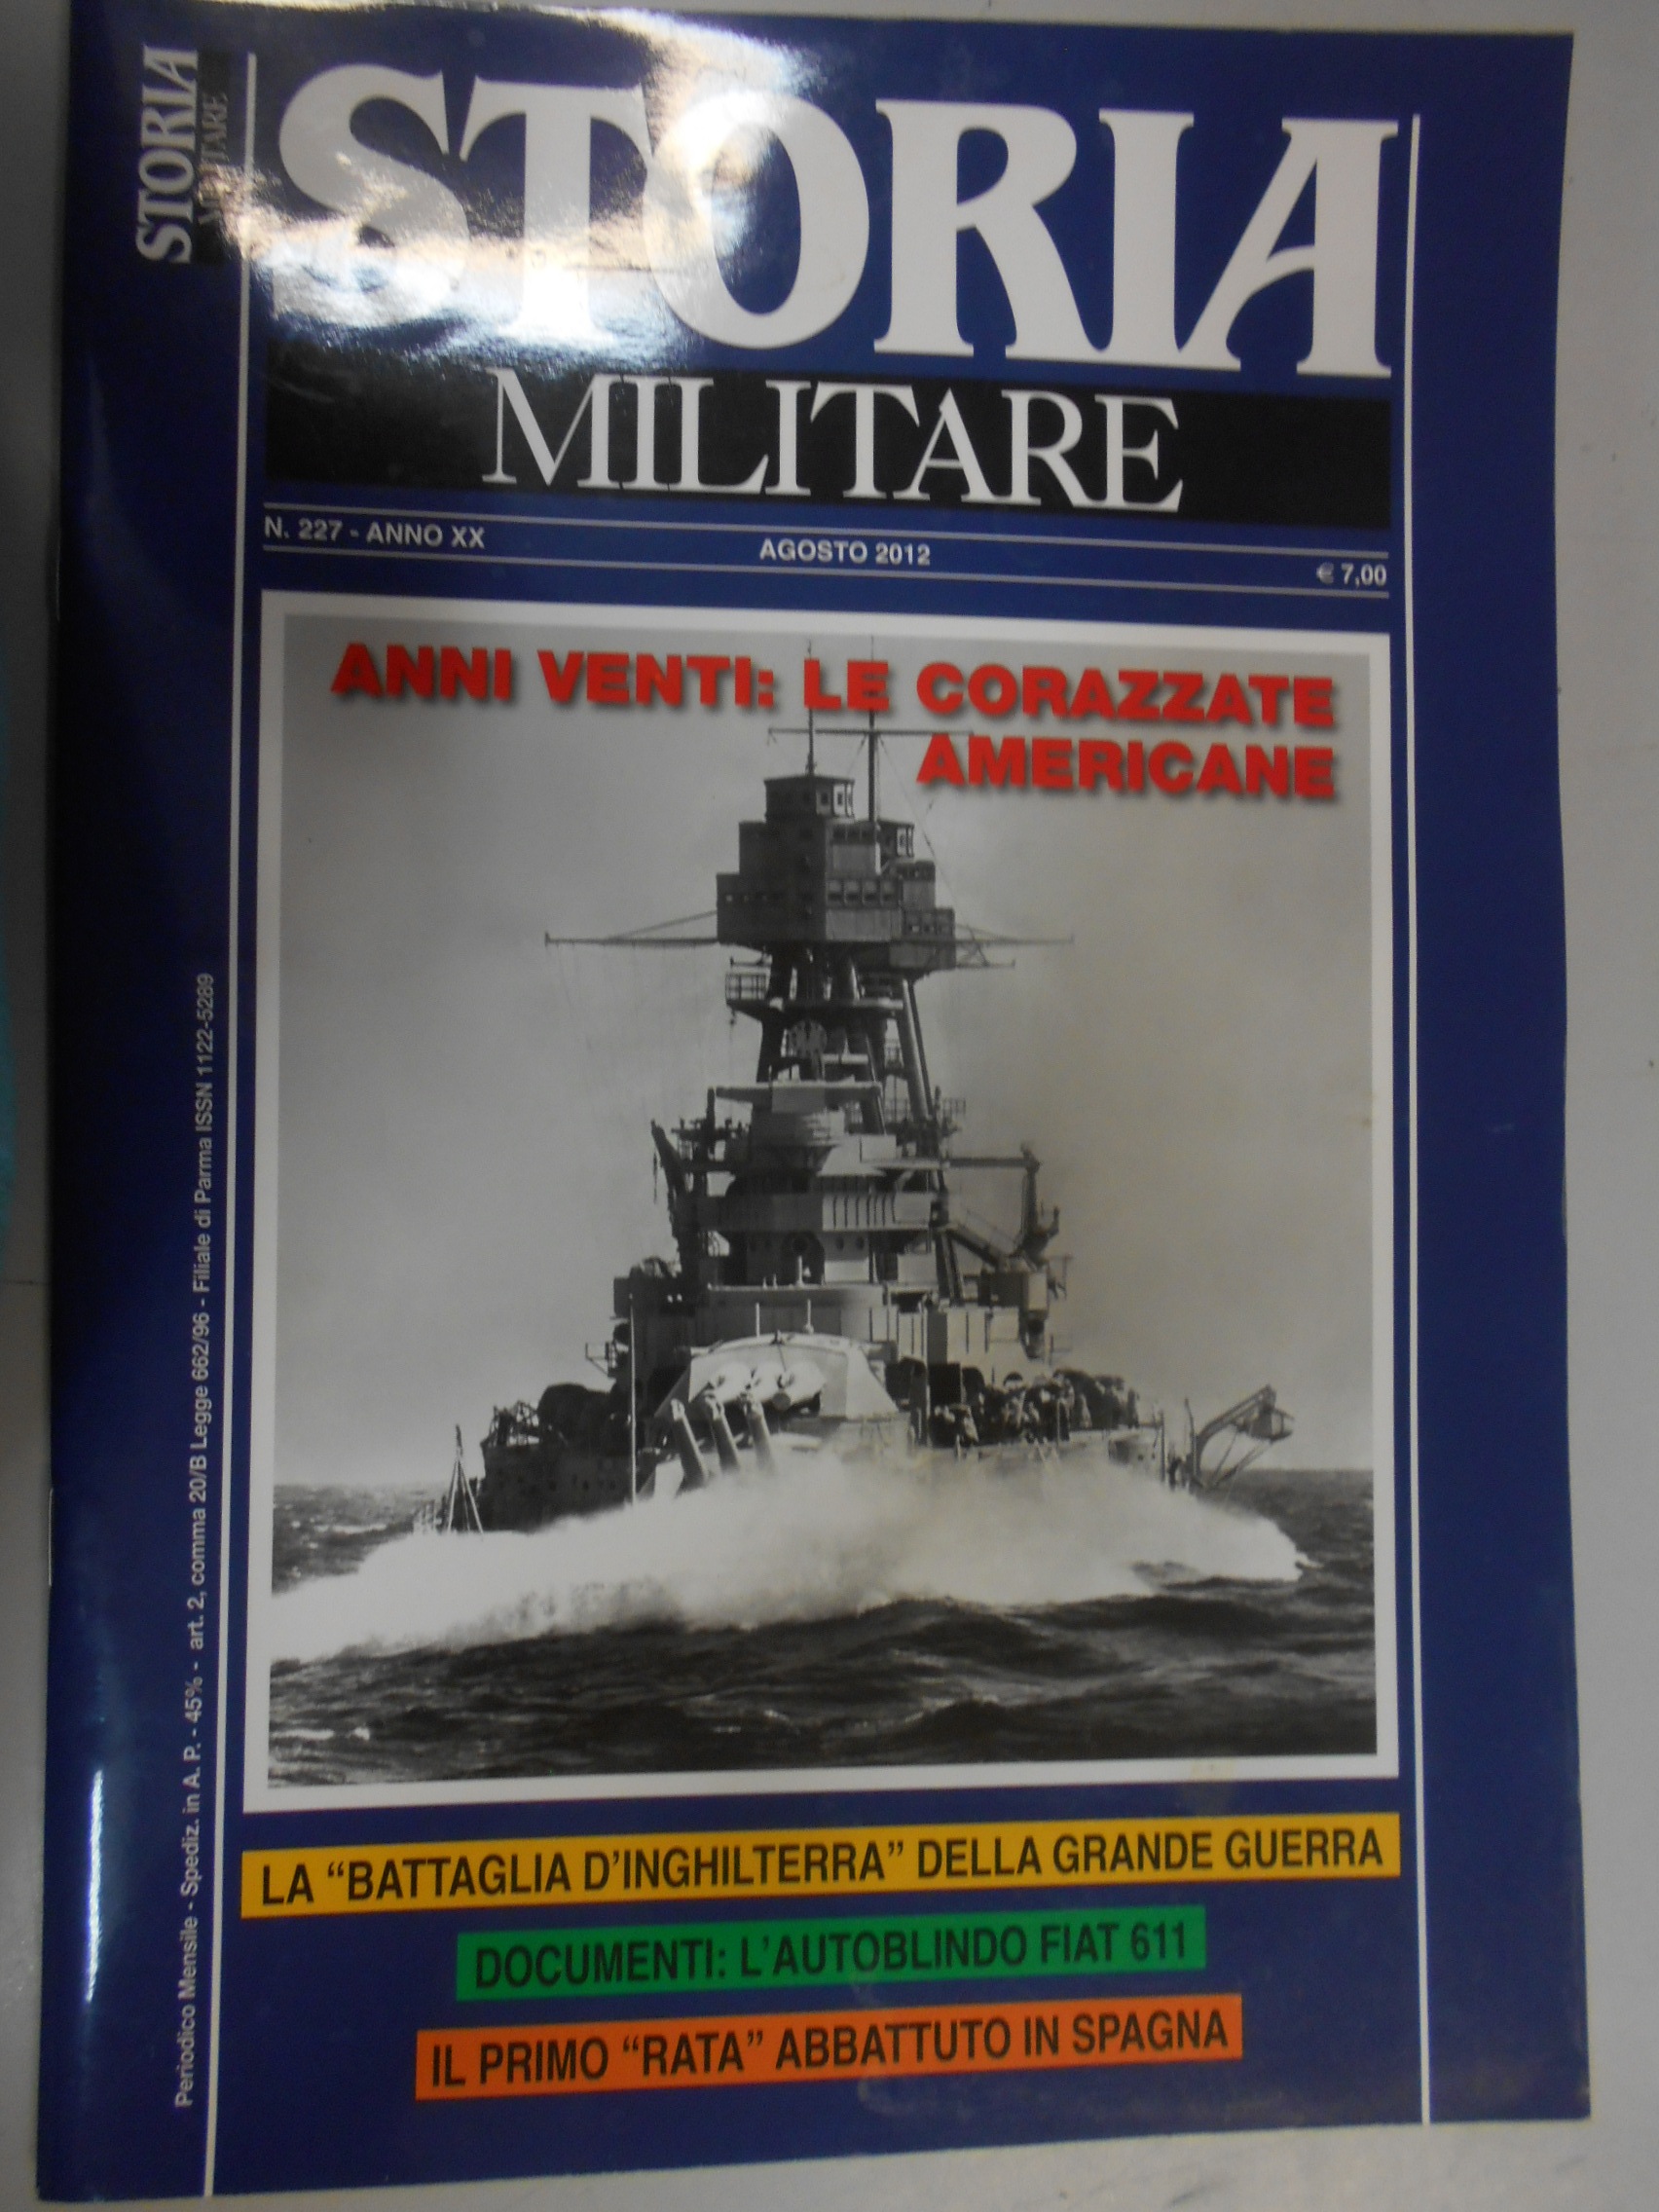 STORIA
MILITARE
STORIA
MILITARE
N. 227 - ANNO XX
AGOSTO 2012
€ 7,00
ANNI VENTI: LE CORAZZATE
AMERICANE
Periodico Mensile - Spediz. in A. P. - 45% - art. 2, comma 20/B Legge 662/96 - Filiale di Parma ISSN 1122-5289
LA “BATTAGLIA D’INGHILTERRA” DELLA GRANDE GUERRA
DOCUMENTI: L’AUTOBLINDO FIAT 611
IL PRIMO “RATA” ABBATTUTO IN SPAGNA